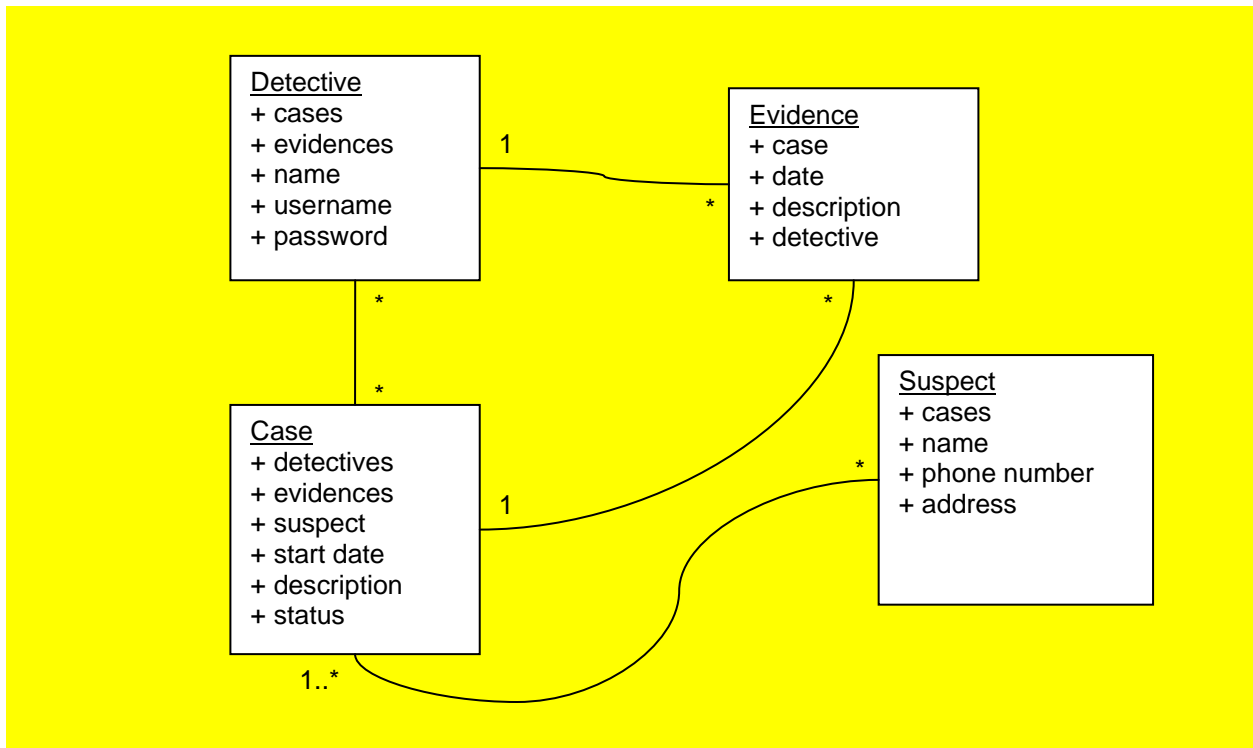 Detective
+ cases
+ evidences
+ name
+ username
+ password
1
*
Evidence
+ case
+ date
+ description
+ detective
*
*
*
Case
+ detectives
+ evidences
+ suspect
+ start date
+ description
+ status
1
1..*
*
Suspect
+ cases
+ name
+ phone number
+ address